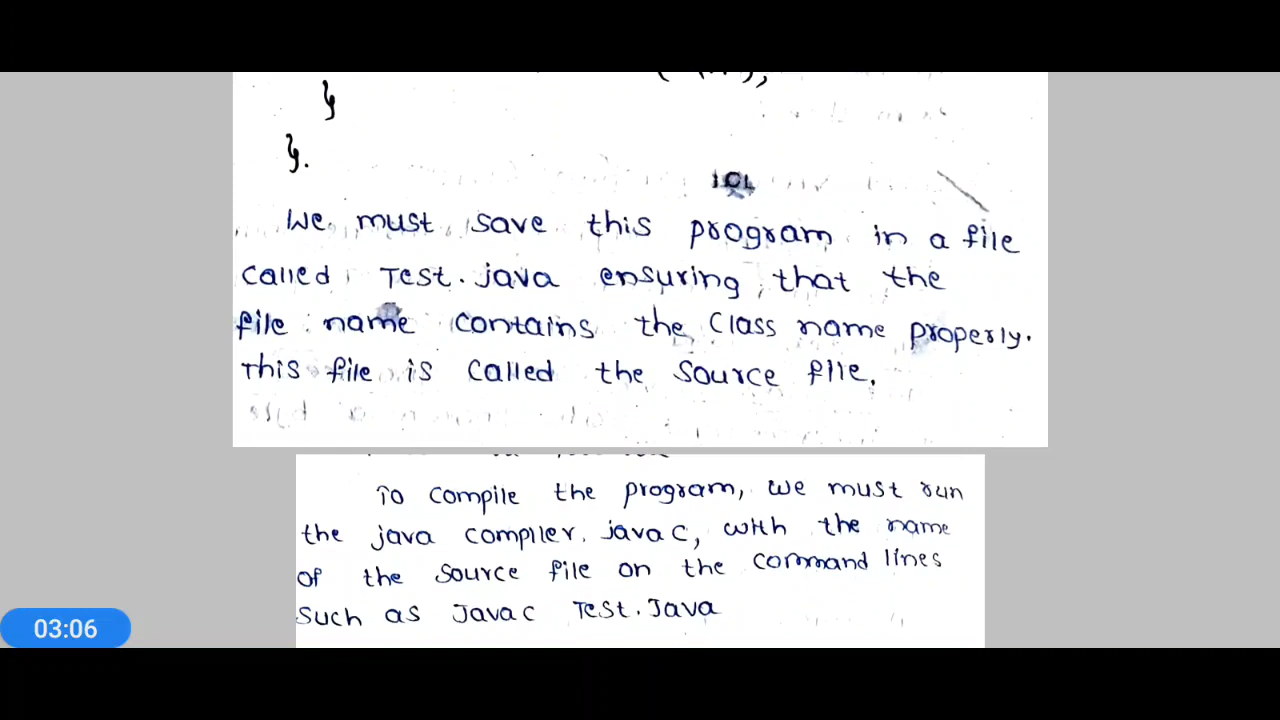 }
}.
We must save this program in a file
called Test.java ensuring that the
file name contains the class name properly.
This file is called the source file.
To compile the program, we must run
the java compiler. javac, with the name
of the source file on the command lines
such as Javac Test.Java
03:06